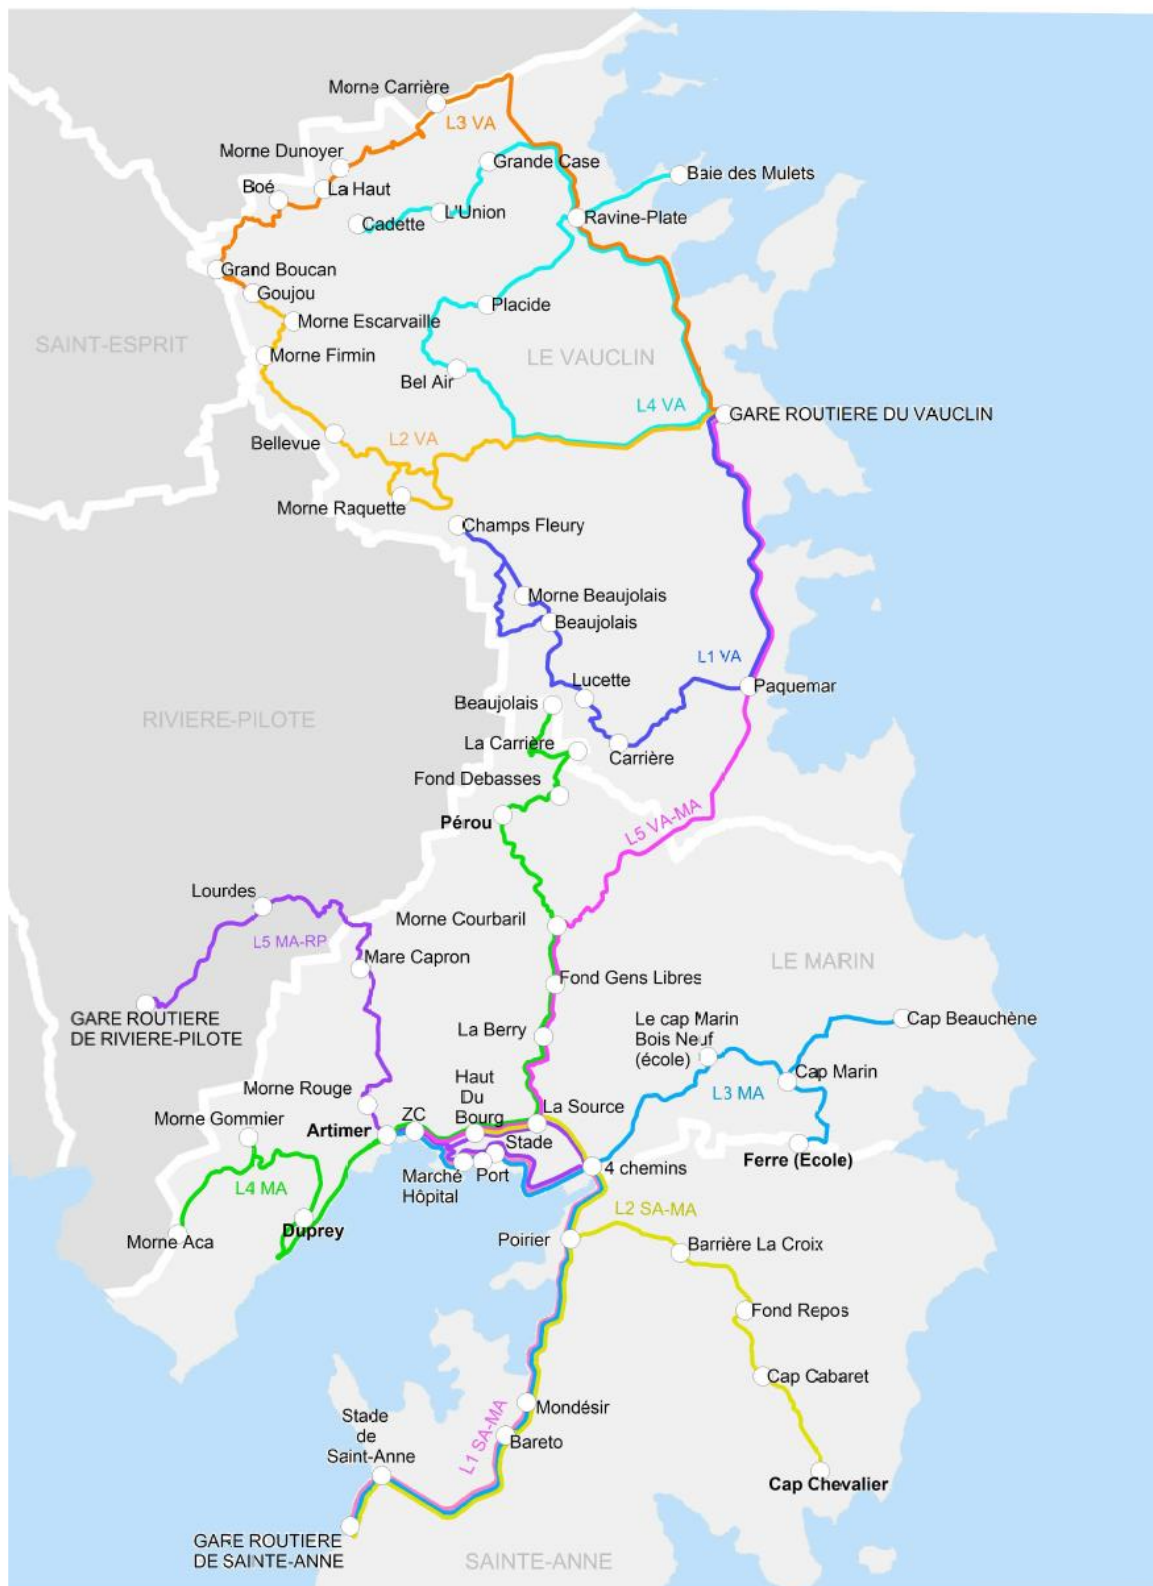 Morne Carrière
L3 VA
Morne Dunoyer
Grande Case
Baie des Mulets
La Haut
Boé
L'Union
Cadette
Ravine-Plate
Grand Boucan
Goujou
Placide
Morne Escarvaille
SAINT-ESPRIT
Morne Firmin
LE VAUCLIN
Bel Air
L4 VA
GARE ROUTIERE DU VAUCLIN
Bellevue
L2 VA
Morne Raquette
Champs Fleury
Morne Beaujolais
Beaujolais
L1 VA
Lucette
Paquemar
Beaujolais
RIVIERE-PILOTE
La Carrière
Carrière
Fond Debasses
Pérou
L5 VA-MA
Lourdes
Morne Courbaril
L5 MA-RP
Mare Capron
LE MARIN
Fond Gens Libres
GARE ROUTIERE
DE RIVIERE-PILOTE
La Berry
Le cap Marin
Bois Neuf
(école)
Cap Beauchène
Cap Marin
L3 MA
Morne Rouge
Haut
Du
Bourg
La Source
Morne Gommier
Artimer
ZC
Stade
Ferre (Ecole)
Marché
Hôpital
Port
4 chemins
L4 MA
Duprey
Morne Aca
L2 SA-MA
Poirier
Barrière La Croix
Fond Repos
Cap Cabaret
Mondésir
Stade
de
Saint-Anne
L1 SA-MA
Bareto
Cap Chevalier
GARE ROUTIERE
DE SAINTE-ANNE
SAINTE-ANNE